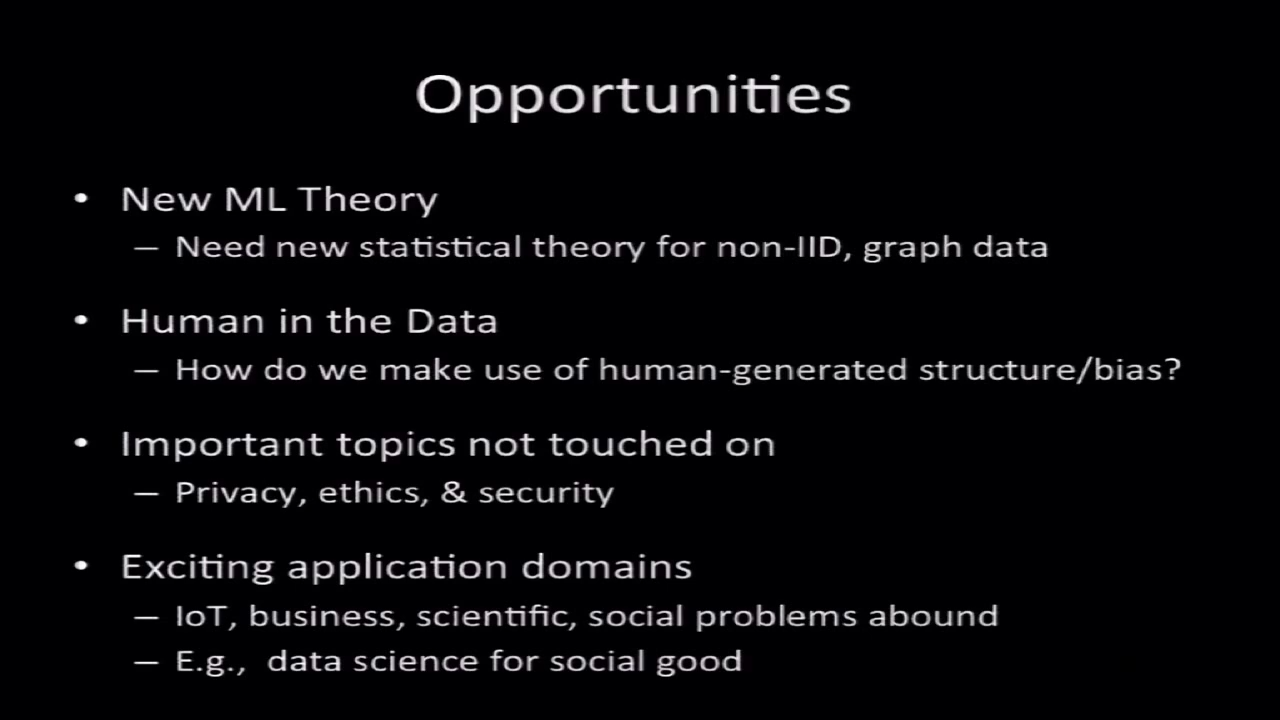 Opportunities
• New ML Theory
– Need new statistical theory for non-IID, graph data
• Human in the Data
– How do we make use of human-generated structure/bias?
• Important topics not touched on
– Privacy, ethics, & security
• Exciting application domains
– IoT, business, scientific, social problems abound
– E.g.,  data science for social good